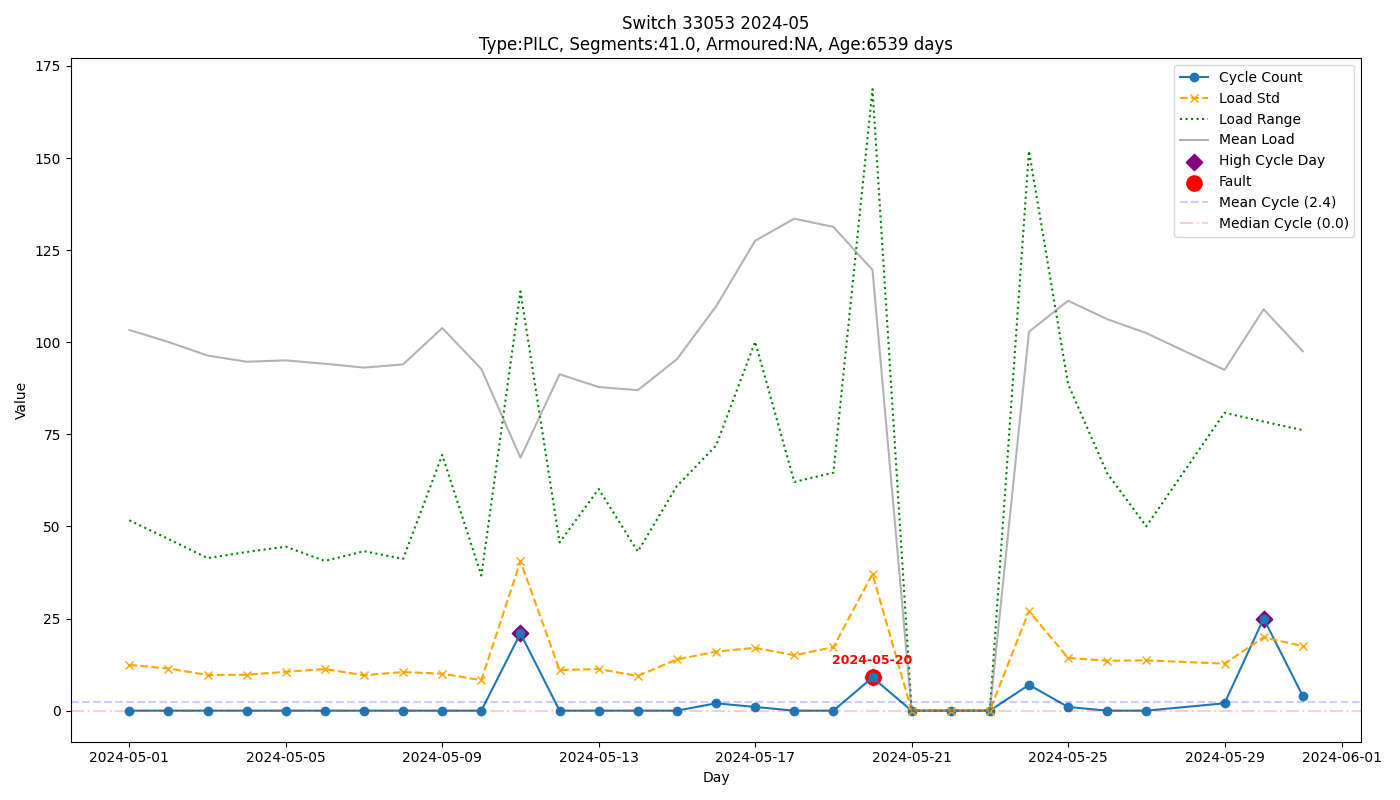 Switch 33053 2024-05
Type:PILC, Segments:41.0, Armoured:NA, Age:6539 days
175
150
125
100
75
50
25
0
Value
Cycle Count
Load Std
Load Range
Mean Load
High Cycle Day
Fault
Mean Cycle (2.4)
Median Cycle (0.0)
2024-05-20
2024-05-01
2024-05-05
2024-05-09
2024-05-13
2024-05-17
2024-05-21
2024-05-25
2024-05-29
2024-06-01
Day